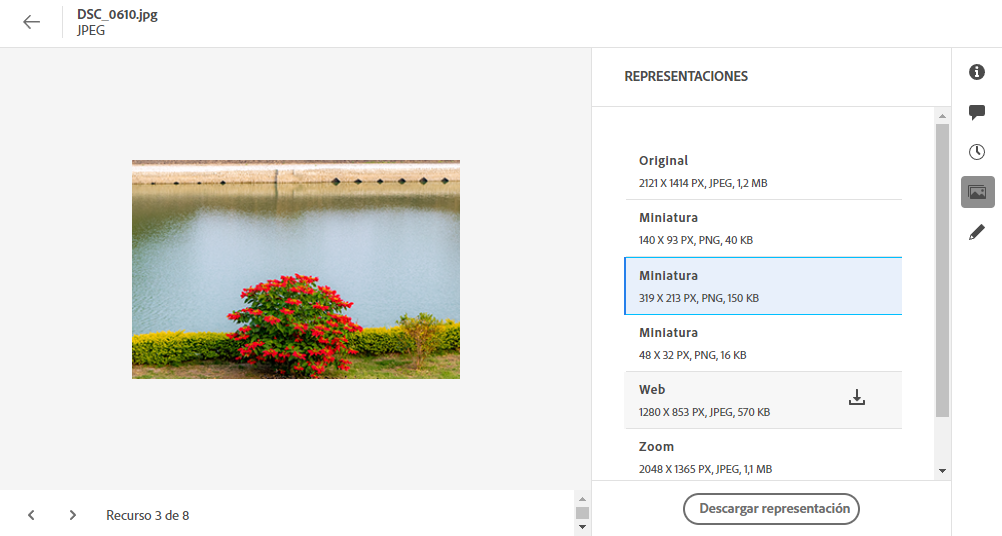 DSC_0610.jpg
JPEG
REPRESENTACIONES
Original
2121 X 1414 PX, JPEG, 1,2 MB
Miniatura
140 X 93 PX, PNG, 40 KB
Miniatura
319 X 213 PX, PNG, 150 KB
Miniatura
48 X 32 PX, PNG, 16 KB
Web
1280 X 853 PX, JPEG, 570 KB
Zoom
2048 X 1365 PX, JPEG, 1,1 MB
Recurso 3 de 8
Descargar representación